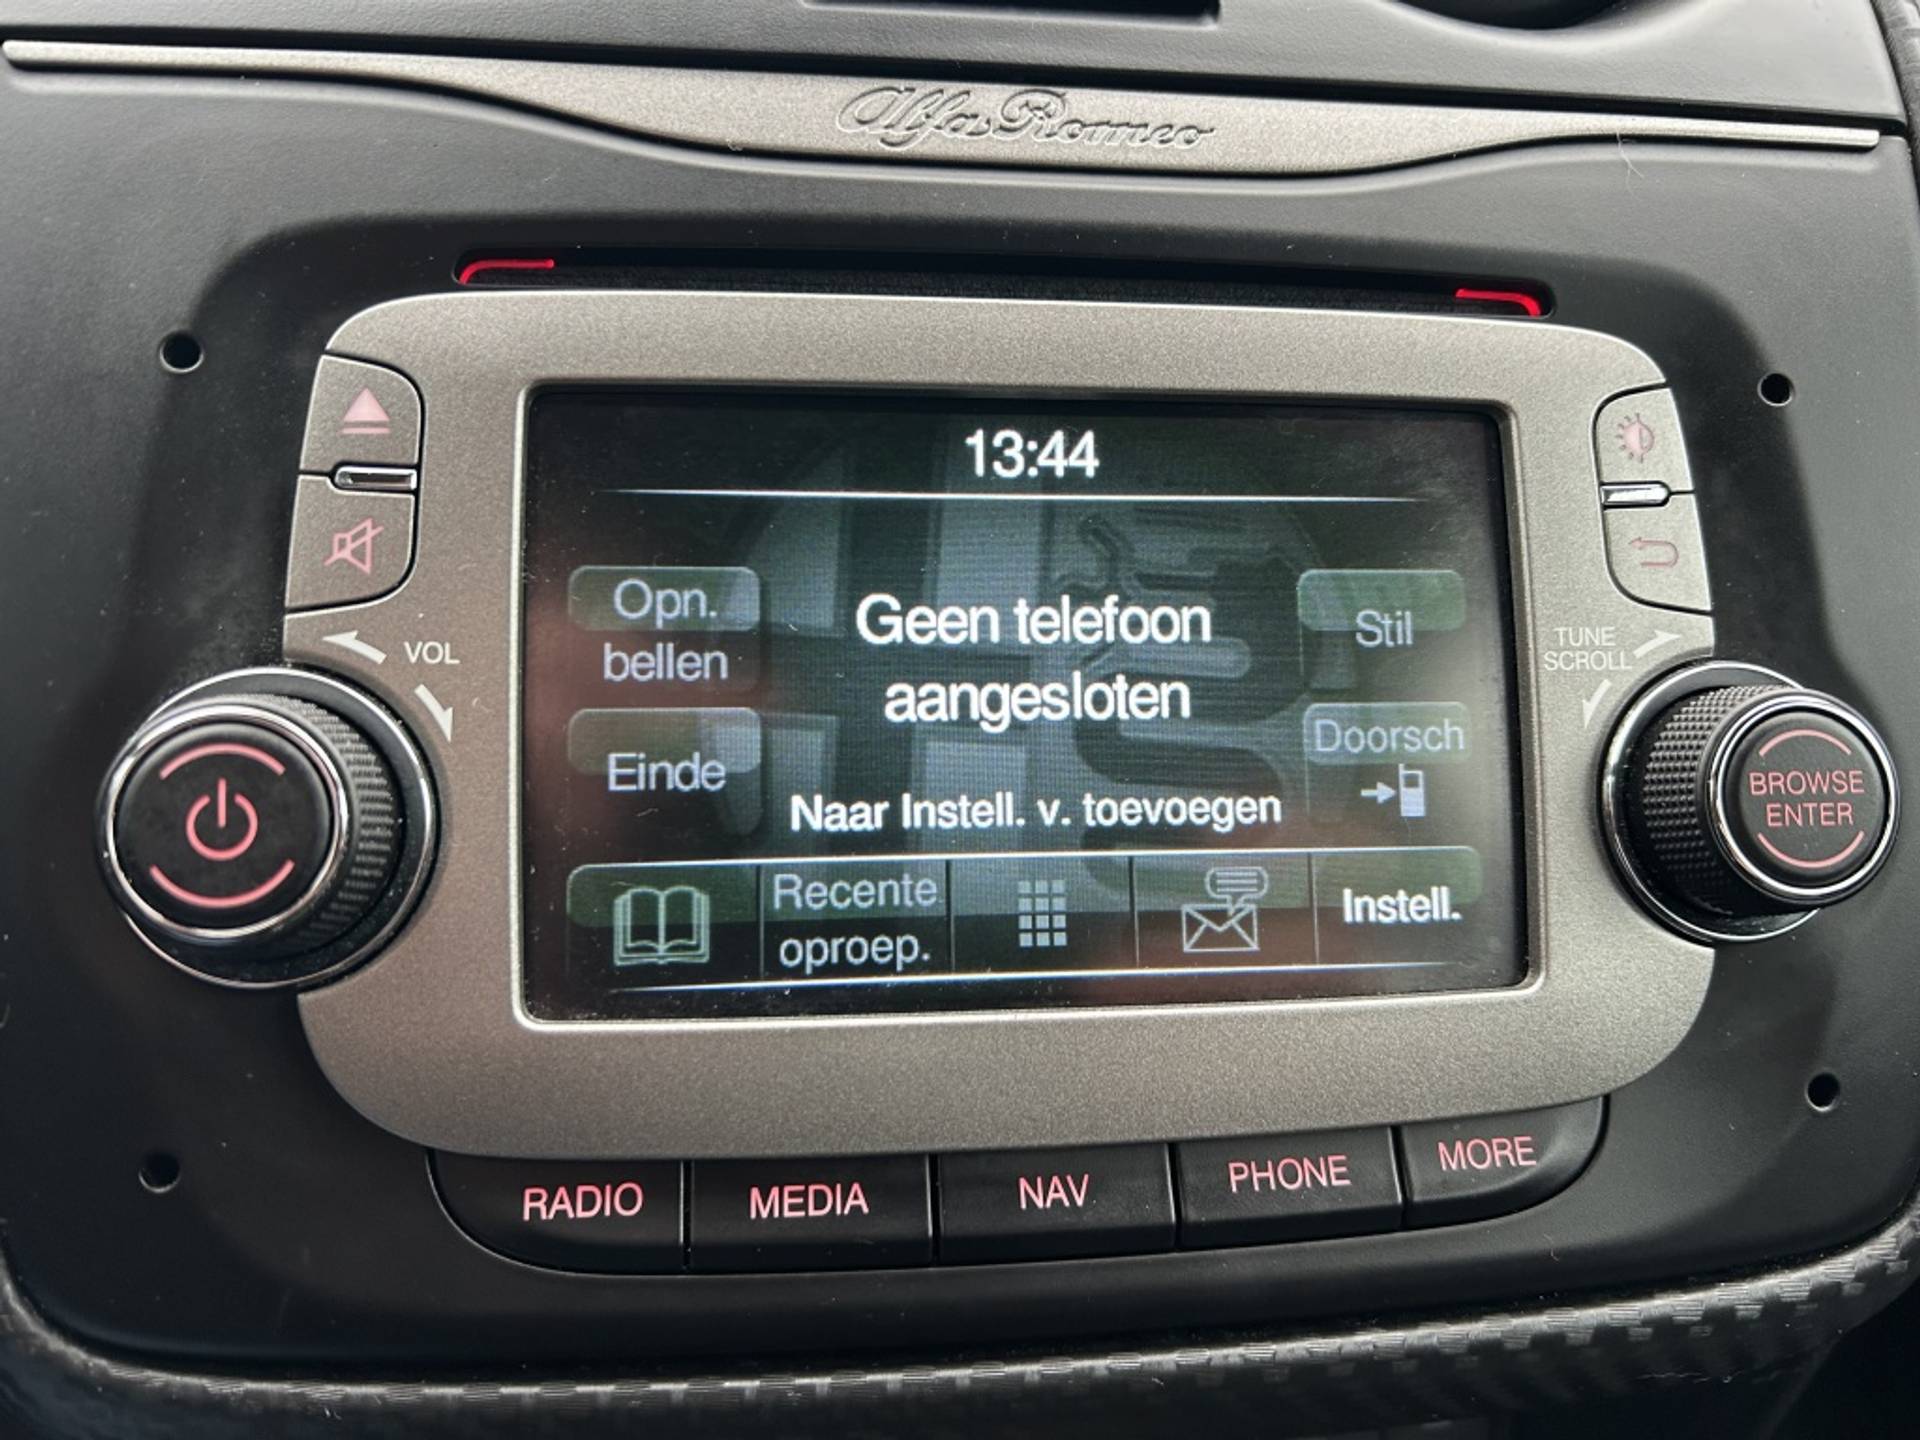 Alfa Romeo
13:44
Opn.
bellen
Geen telefoon
aangesloten
Stil
Einde
Doorsch
Naar Instell. v. toevoegen
Recente
oproep.
Instell.
VOL
TUNE
SCROLL
BROWSE
ENTER
RADIO
MEDIA
NAV
PHONE
MORE